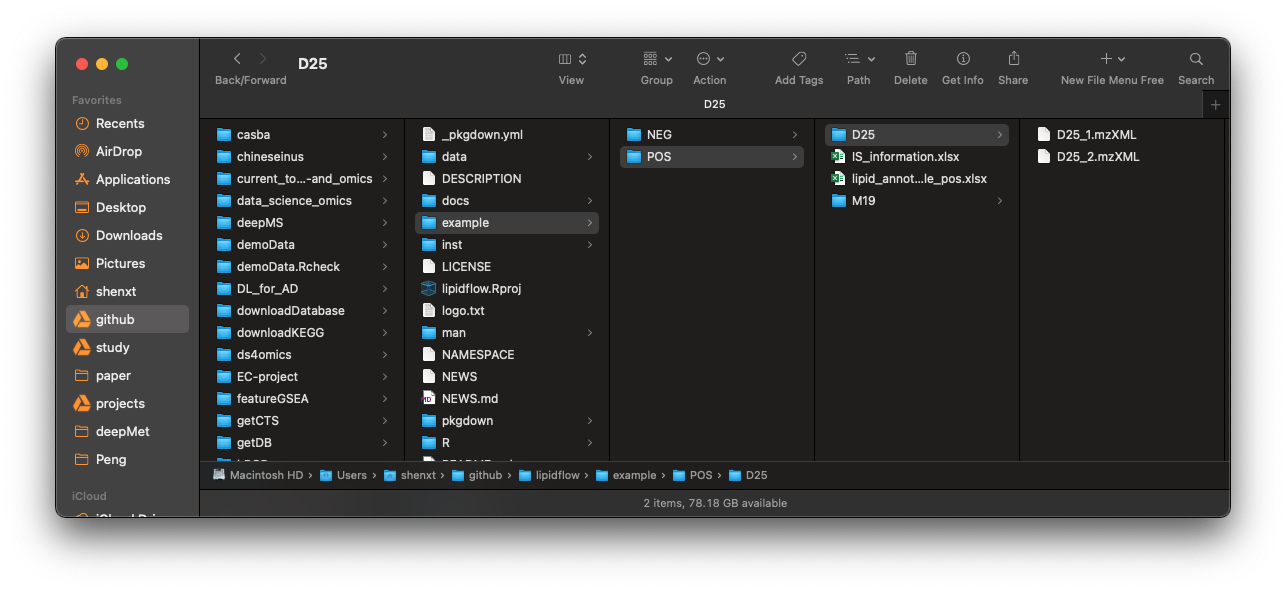 D25
Back/Forward
View
Group
Action
Add Tags
Path
Delete
Get Info
Share
New File Menu Free
Search
D25
Favorites
Recents
AirDrop
Applications
Desktop
Downloads
Pictures
shenxt
github
study
paper
projects
deepMet
Peng
iCloud
casba
chineseinus
current_to...-and_omics
data_science_omics
deepMS
demoData
demoData.Rcheck
DL_for_AD
downloadDatabase
downloadKEGG
ds4omics
EC-project
featureGSEA
getCTS
getDB
_pkgdown.yml
data
DESCRIPTION
docs
example
inst
LICENSE
lipidflow.Rproj
logo.txt
man
NAMESPACE
NEWS
NEWS.md
pkgdown
R
NEG
POS
D25
IS_information.xlsx
lipid_annot...le_pos.xlsx
M19
D25_1.mzXML
D25_2.mzXML
Macintosh HD › Users › shenxt › github › lipidflow › example › POS › D25
2 items, 78.18 GB available